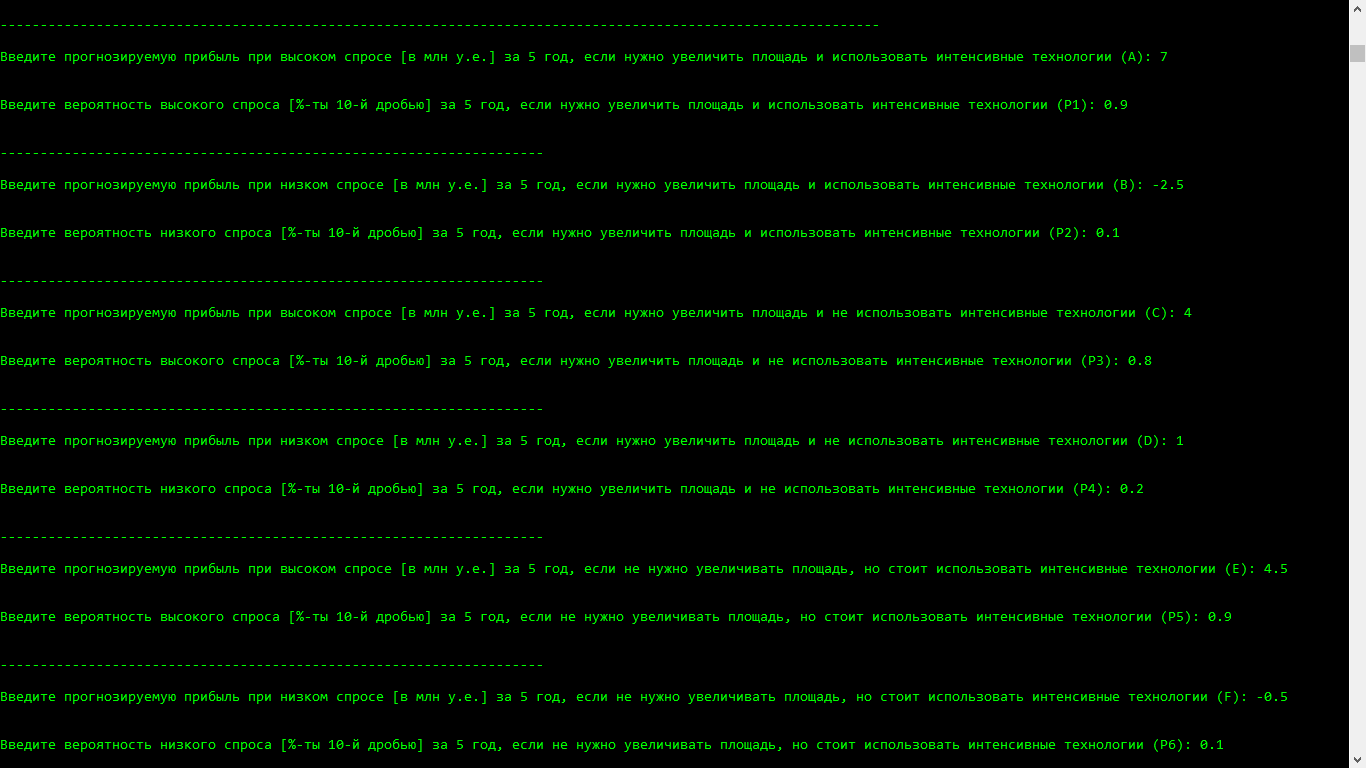 --------------------------------------------------------------------------------------------------------------
Введите прогнозируемую прибыль при высоком спросе [в млн у.е.] за 5 год, если нужно увеличить площадь и использовать интенсивные технологии (A): 7
Введите вероятность высокого спроса [%-ты 10-й дробью] за 5 год, если нужно увеличить площадь и использовать интенсивные технологии (P1): 0.9
--------------------------------------------------------------------
Введите прогнозируемую прибыль при низком спросе [в млн у.е.] за 5 год, если нужно увеличить площадь и использовать интенсивные технологии (B): -2.5
Введите вероятность низкого спроса [%-ты 10-й дробью] за 5 год, если нужно увеличить площадь и использовать интенсивные технологии (P2): 0.1
--------------------------------------------------------------------
Введите прогнозируемую прибыль при высоком спросе [в млн у.е.] за 5 год, если нужно увеличить площадь и не использовать интенсивные технологии (C): 4
Введите вероятность высокого спроса [%-ты 10-й дробью] за 5 год, если нужно увеличить площадь и не использовать интенсивные технологии (P3): 0.8
--------------------------------------------------------------------
Введите прогнозируемую прибыль при низком спросе [в млн у.е.] за 5 год, если нужно увеличить площадь и не использовать интенсивные технологии (D): 1
Введите вероятность низкого спроса [%-ты 10-й дробью] за 5 год, если нужно увеличить площадь и не использовать интенсивные технологии (P4): 0.2
--------------------------------------------------------------------
Введите прогнозируемую прибыль при высоком спросе [в млн у.е.] за 5 год, если не нужно увеличивать площадь, но стоит использовать интенсивные технологии (E): 4.5
Введите вероятность высокого спроса [%-ты 10-й дробью] за 5 год, если не нужно увеличивать площадь, но стоит использовать интенсивные технологии (P5): 0.9
--------------------------------------------------------------------
Введите прогнозируемую прибыль при низком спросе [в млн у.е.] за 5 год, если не нужно увеличивать площадь, но стоит использовать интенсивные технологии (F): -0.5
Введите вероятность низкого спроса [%-ты 10-й дробью] за 5 год, если не нужно увеличивать площадь, но стоит использовать интенсивные технологии (P6): 0.1